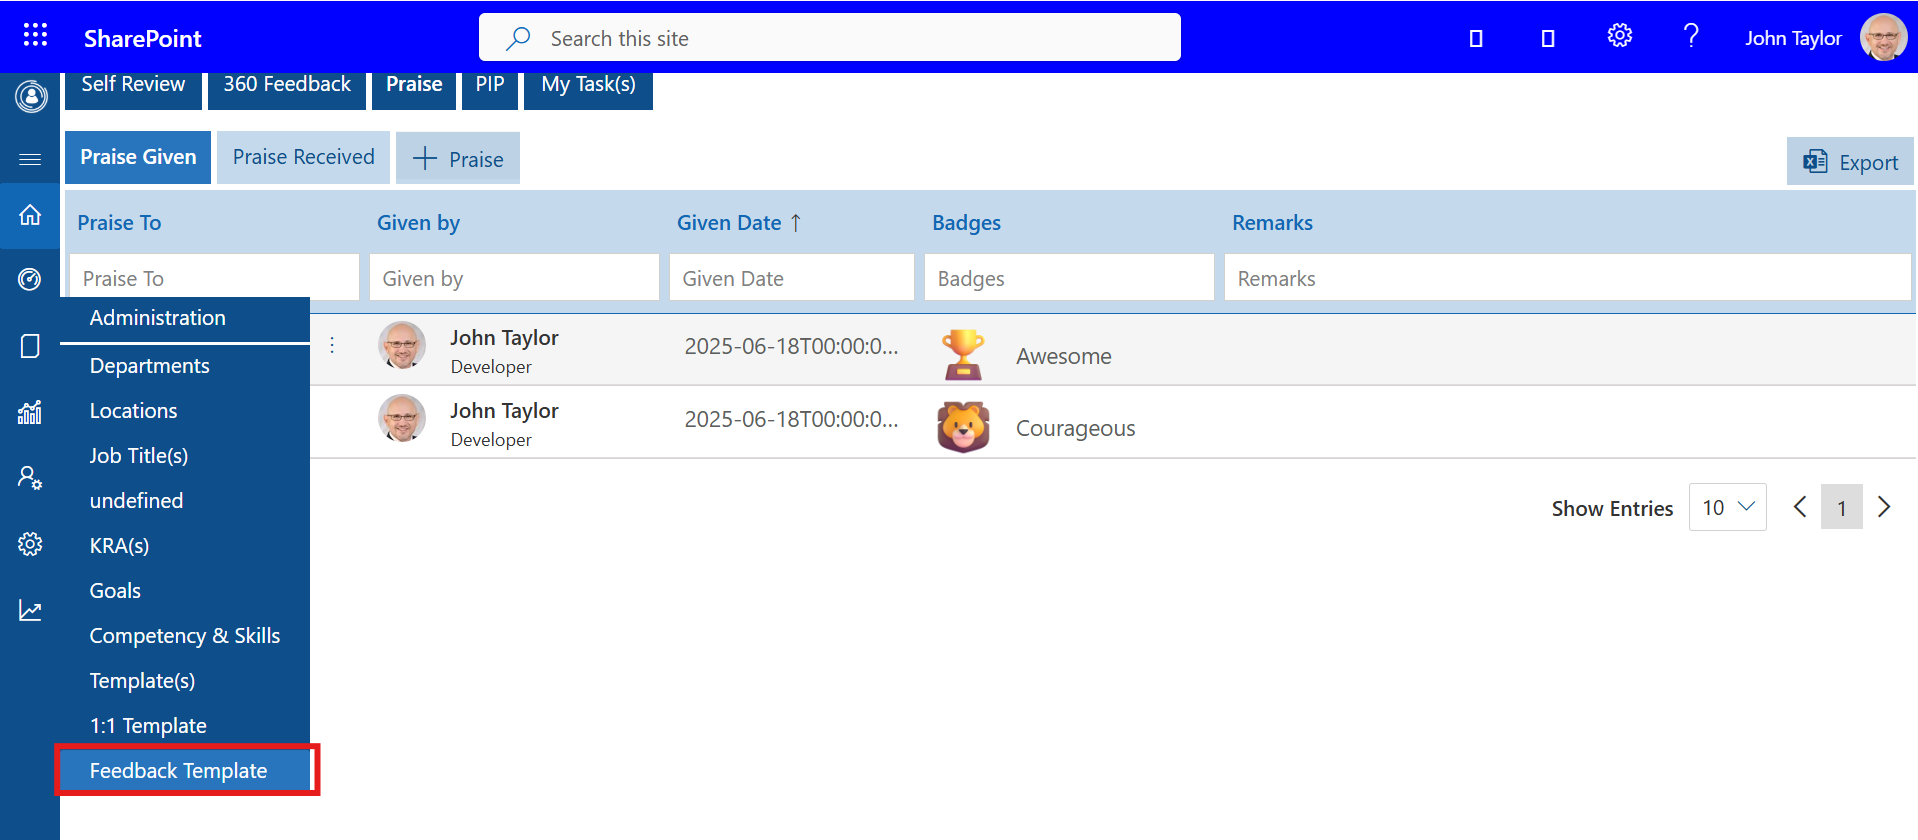 SharePoint
Search this site
John Taylor
Self Review
360 Feedback
Praise
PIP
My Task(s)
Praise Given
Praise Received
Praise
Export
Praise To
Given by
Given Date ↑
Badges
Remarks
Praise To
Given by
Given Date
Badges
Remarks
Administration
Departments
Locations
Job Title(s)
undefined
KRA(s)
Goals
Competency & Skills
Template(s)
1:1 Template
Feedback Template
John Taylor
Developer
2025-06-18T00:00:0...
Awesome
John Taylor
Developer
2025-06-18T00:00:0...
Courageous
Show Entries
10
1